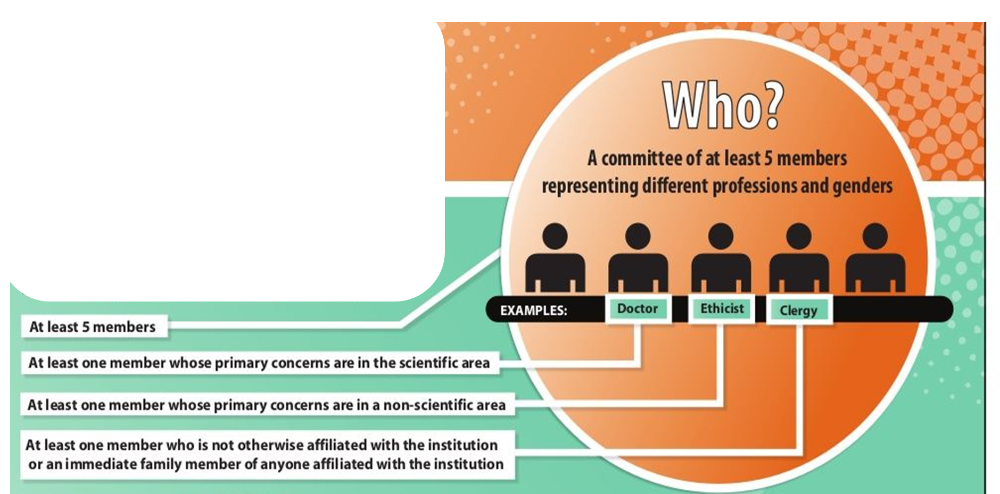 Who?
A committee of at least 5 members
representing different professions and genders
EXAMPLES:
Doctor
Ethicist
Clergy
At least 5 members
At least one member whose primary concerns are in the scientific area
At least one member whose primary concerns are in a non-scientific area
At least one member who is not otherwise affiliated with the institution
or an immediate family member of anyone affiliated with the institution